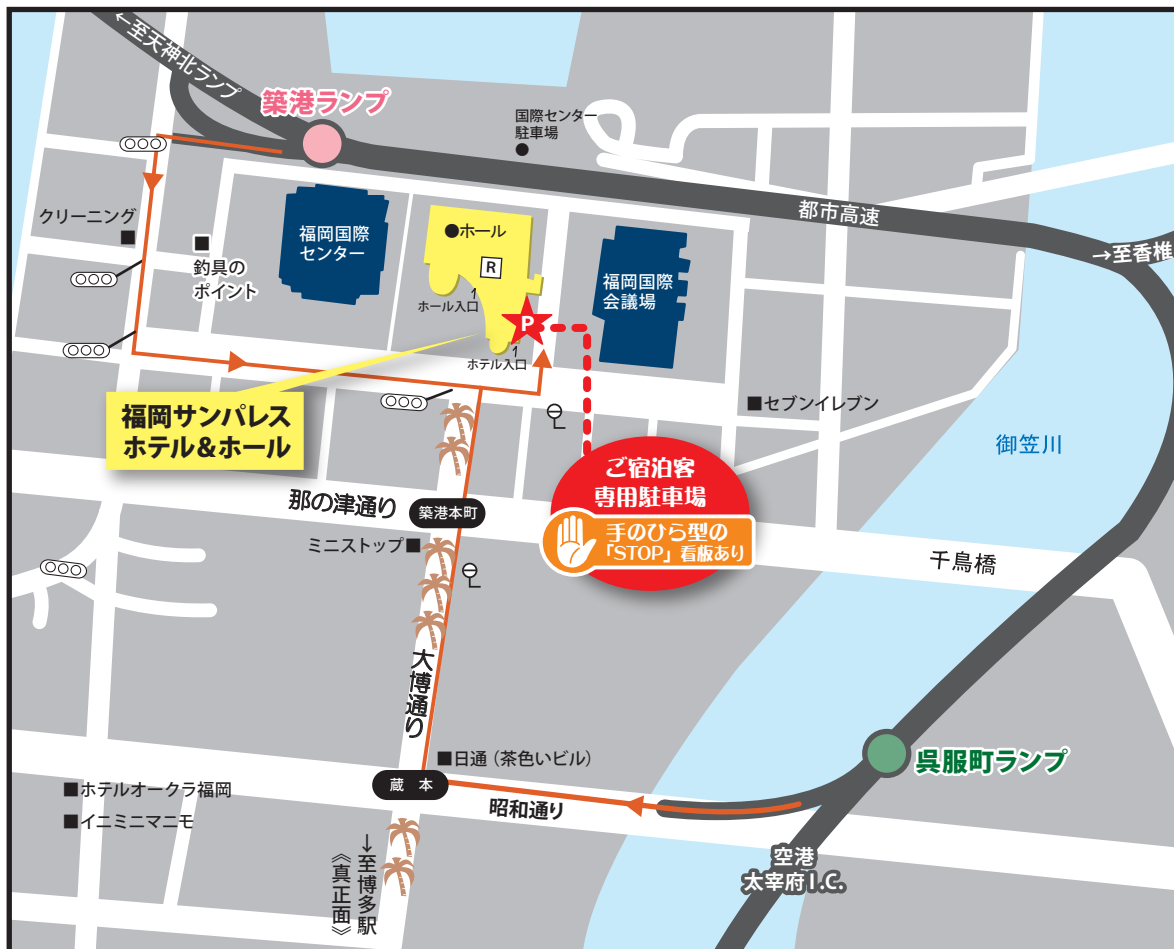 ←至天神北ランプ
築港ランプ
国際センター
駐車場
都市高速
→至香椎
クリーニング
釣具の
ポイント
福岡国際
センター
ホール
R
ホール入口
P
ホテル入口
福岡国際
会議場
福岡サンパレス
ホテル&ホール
セブンイレブン
御笠川
ご宿泊客
専用駐車場
手のひら型の
「STOP」看板あり
那の津通り
築港本町
ミニストップ
千鳥橋
大博通り
日通（茶色いビル）
呉服町ランプ
蔵本
昭和通り
ホテルオークラ福岡
イニミニマニモ
↓至博多駅
《真正面》
空港
太宰府I.C.